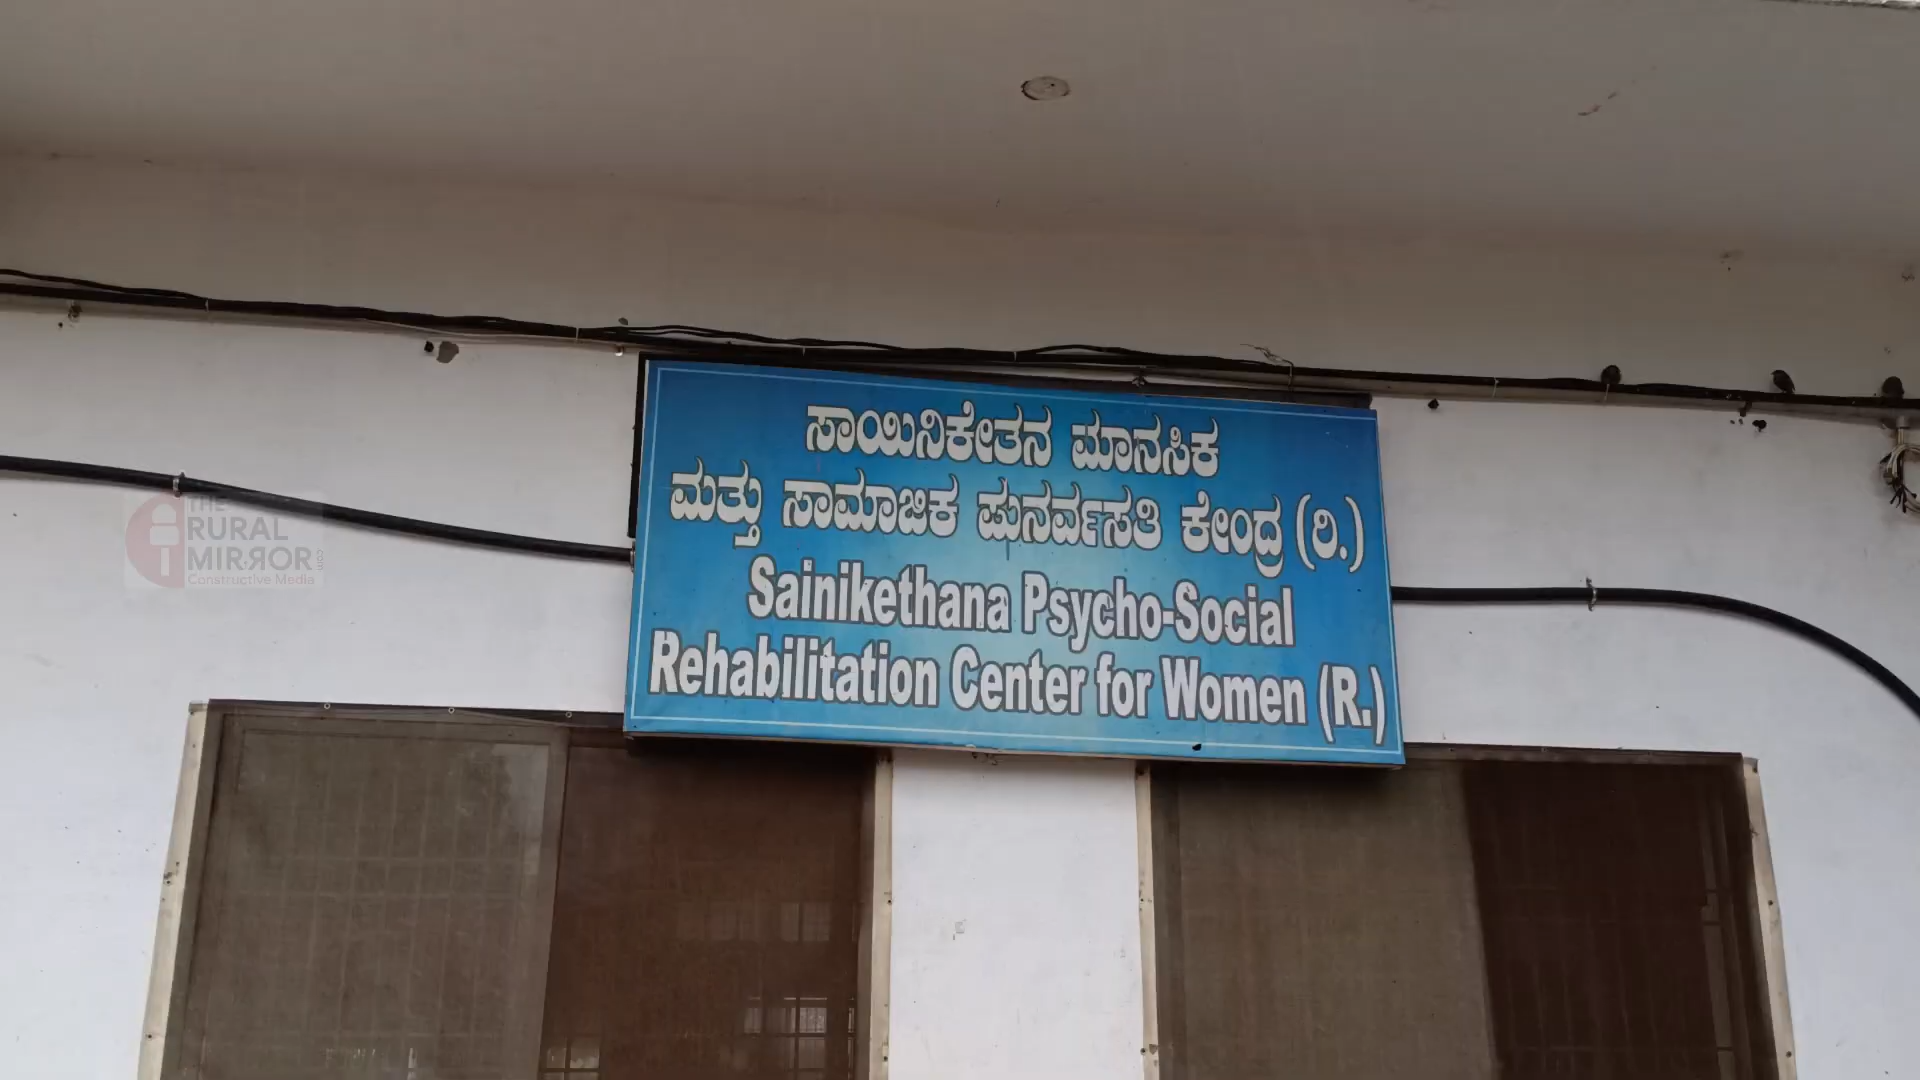 ಸಾಯಿನಿಕೇತನ ಮಾನಸಿಕ
ಮತ್ತು ಸಾಮಾಜಿಕ ಪುನರ್ವಸತಿ ಕೇಂದ್ರ (ರಿ.)
Sainikethana Psycho-Social
Rehabilitation Center for Women (R.)
THE
RURAL
MIRROR
Constructive Media